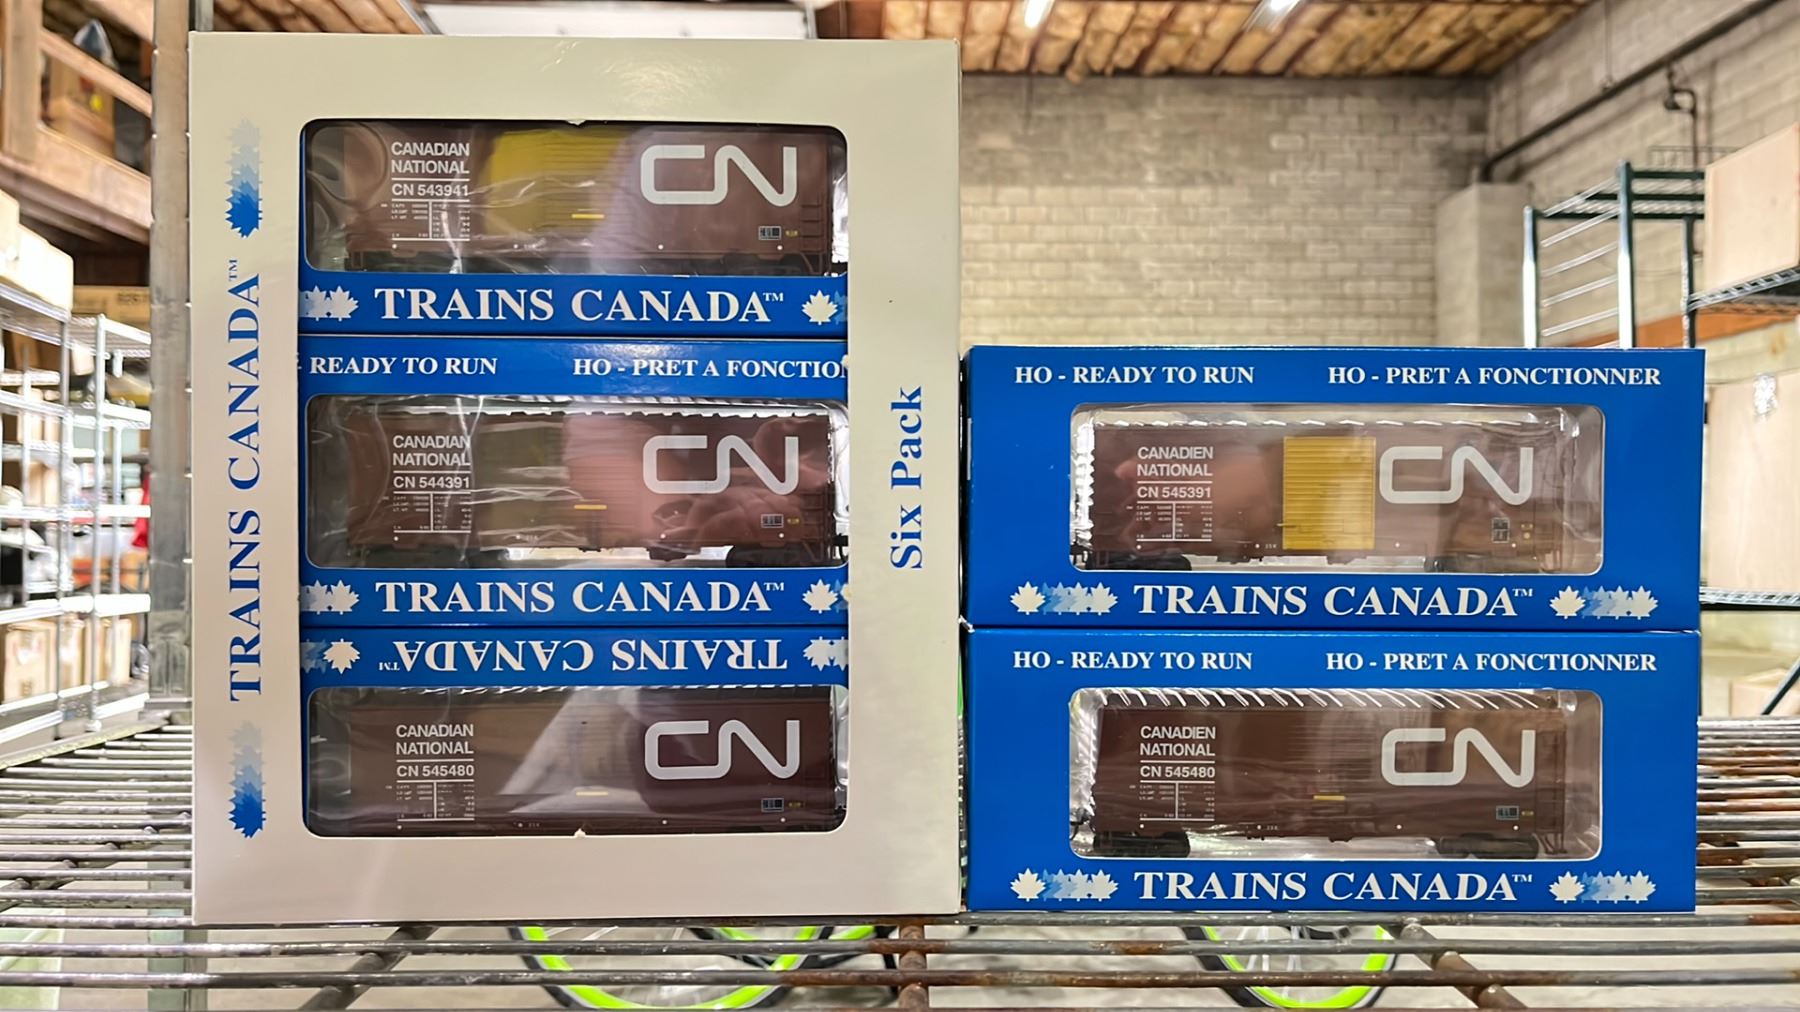 TRAINS CANADA™
CANADIAN
NATIONAL
CN 543941
CN
TRAINS CANADA™
READY TO RUN
HO - PRET A FONCTIO
CANADIAN
NATIONAL
CN 544391
CN
TRAINS CANADA™
TRAINS CANADA™
CANADIAN
NATIONAL
CN 545480
CN
Six Pack
HO - READY TO RUN
HO - PRET A FONCTIONNER
CANADIEN
NATIONAL
CN 545391
CN
TRAINS CANADA™
HO - READY TO RUN
HO - PRET A FONCTIONNER
CANADIEN
NATIONAL
CN 545480
CN
TRAINS CANADA™